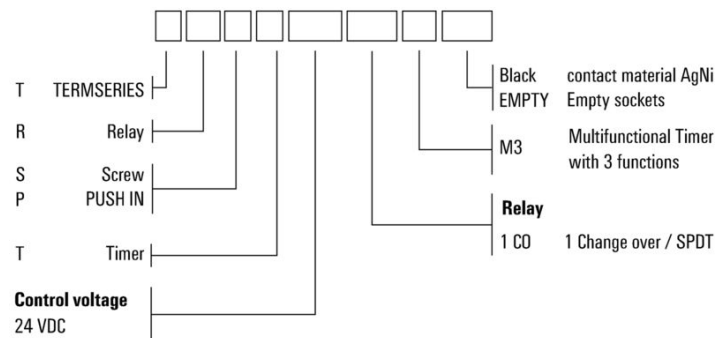 T TERMSERIES
R Relay
S Screw
P PUSH IN
T Timer
Control voltage
24 VDC
Black contact material AgNi
EMPTY Empty sockets
M3 Multifunctional Timer
with 3 functions
Relay
1 CO 1 Change over / SPDT